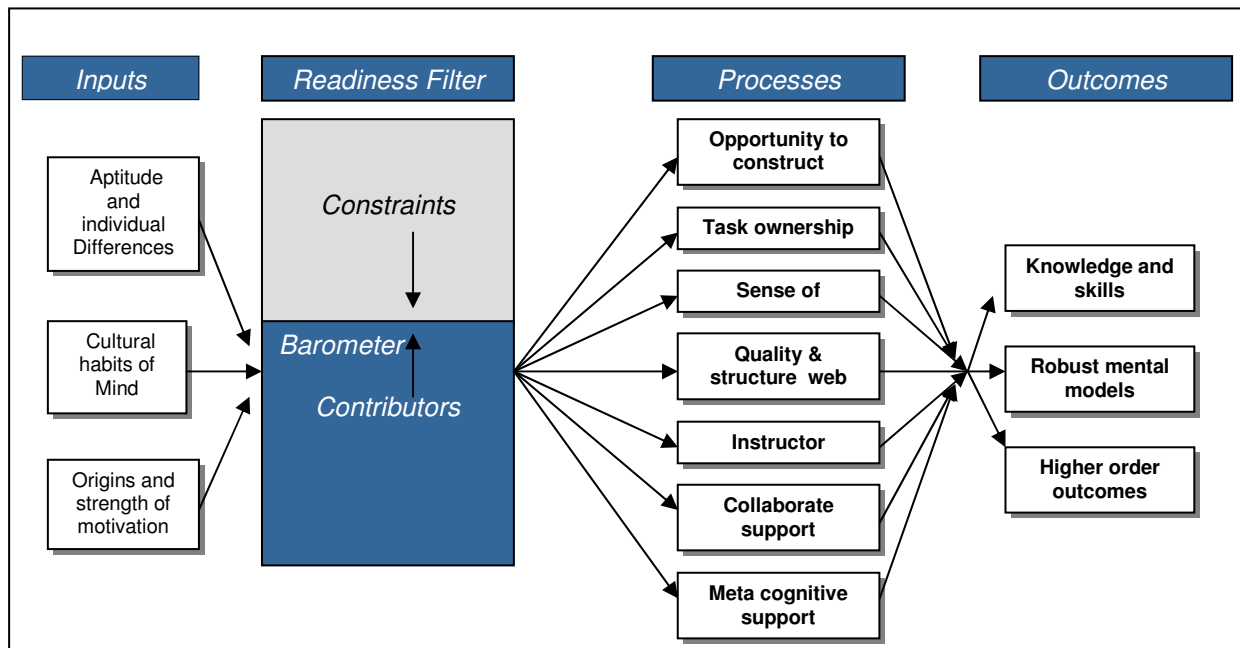 Inputs
Readiness Filter
Processes
Outcomes
Aptitude
and
individual
Differences
Cultural
habits of
Mind
Origins and
strength of
motivation
Constraints
Barometer
Contributors
Opportunity to
construct
Task ownership
Sense of
Quality &
structure web
Instructor
Collaborate
support
Meta cognitive
support
Knowledge and
skills
Robust mental
models
Higher order
outcomes